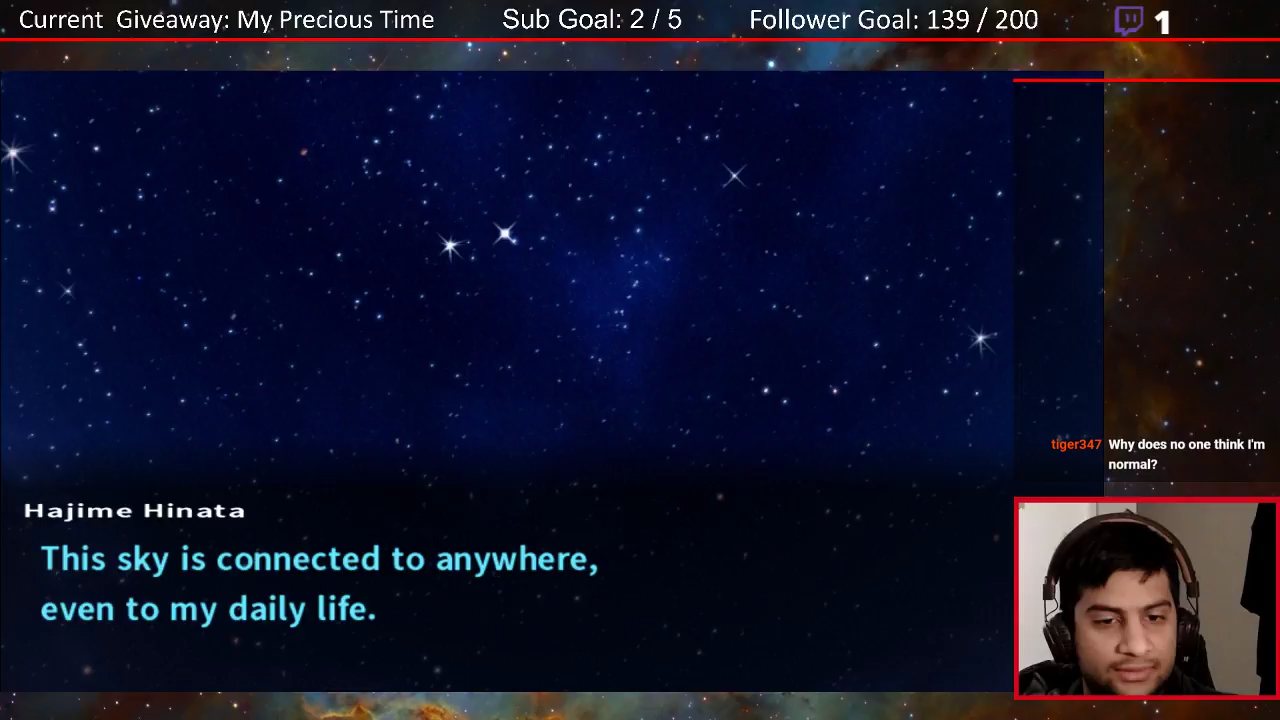 Current  Giveaway: My Precious Time Sub Goal: 2 / 5 Follower Goal: 139 / 200 1
tiger347 Why does no one think I'm
normal?
Hajime Hinata
This sky is connected to anywhere,
even to my daily life.